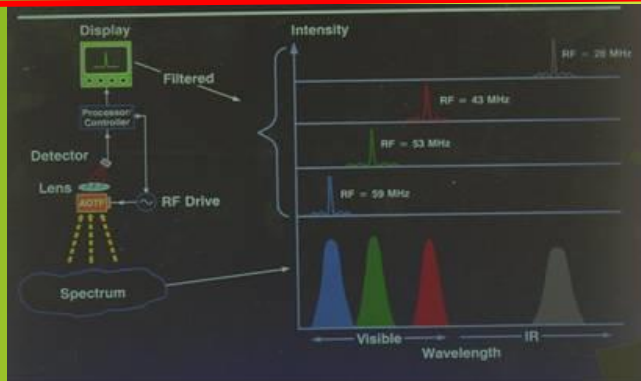 Display
Filtered
Processor/
Controller
Detector
Lens
AOTF
RF Drive
Spectrum
Intensity
RF = 28 MHz
RF = 43 MHz
RF = 53 MHz
RF = 59 MHz
Visible
IR
Wavelength